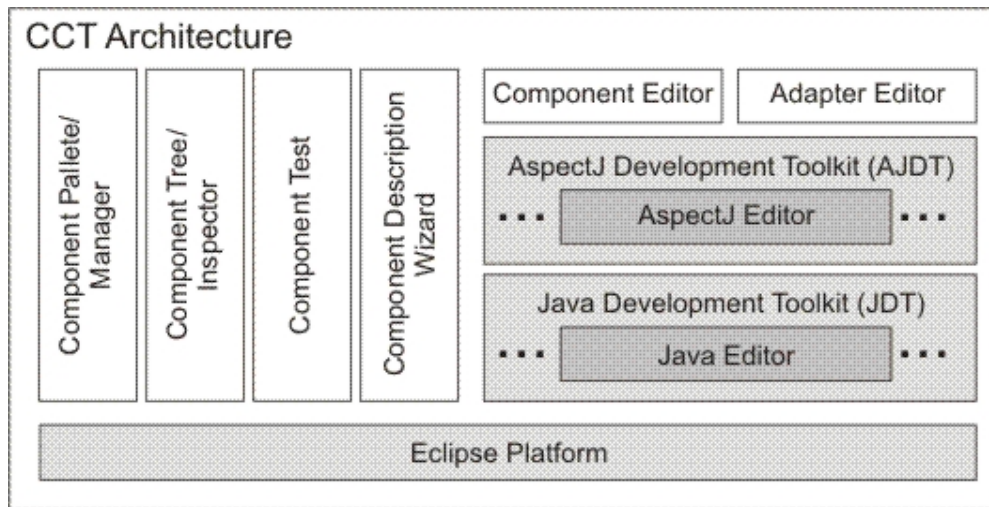 CCT Architecture
Component Pallete/
Manager
Component Tree/
Inspector
Component Test
Component Description
Wizard
Component Editor
Adapter Editor
AspectJ Development Toolkit (AJDT)
... AspectJ Editor ...
Java Development Toolkit (JDT)
... Java Editor ...
Eclipse Platform